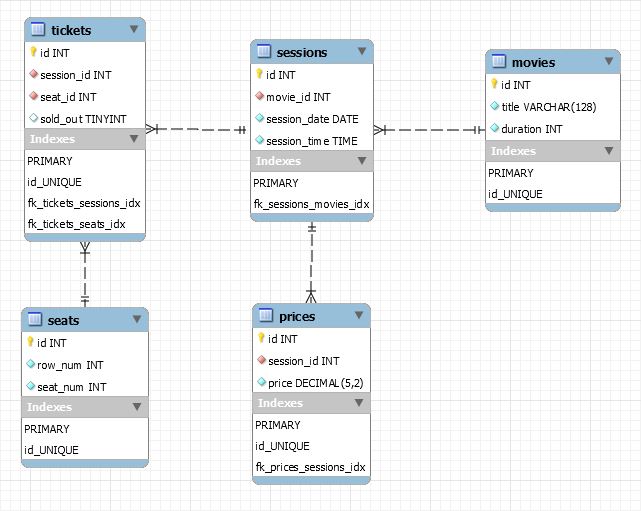 tickets
id INT
session_id INT
seat_id INT
sold_out TINYINT
Indexes
PRIMARY
id_UNIQUE
fk_tickets_sessions_idx
fk_tickets_seats_idx
sessions
id INT
movie_id INT
session_date DATE
session_time TIME
Indexes
PRIMARY
fk_sessions_movies_idx
movies
id INT
title VARCHAR(128)
duration INT
Indexes
PRIMARY
id_UNIQUE
seats
id INT
row_num INT
seat_num INT
Indexes
PRIMARY
id_UNIQUE
prices
id INT
session_id INT
price DECIMAL(5,2)
Indexes
PRIMARY
id_UNIQUE
fk_prices_sessions_idx